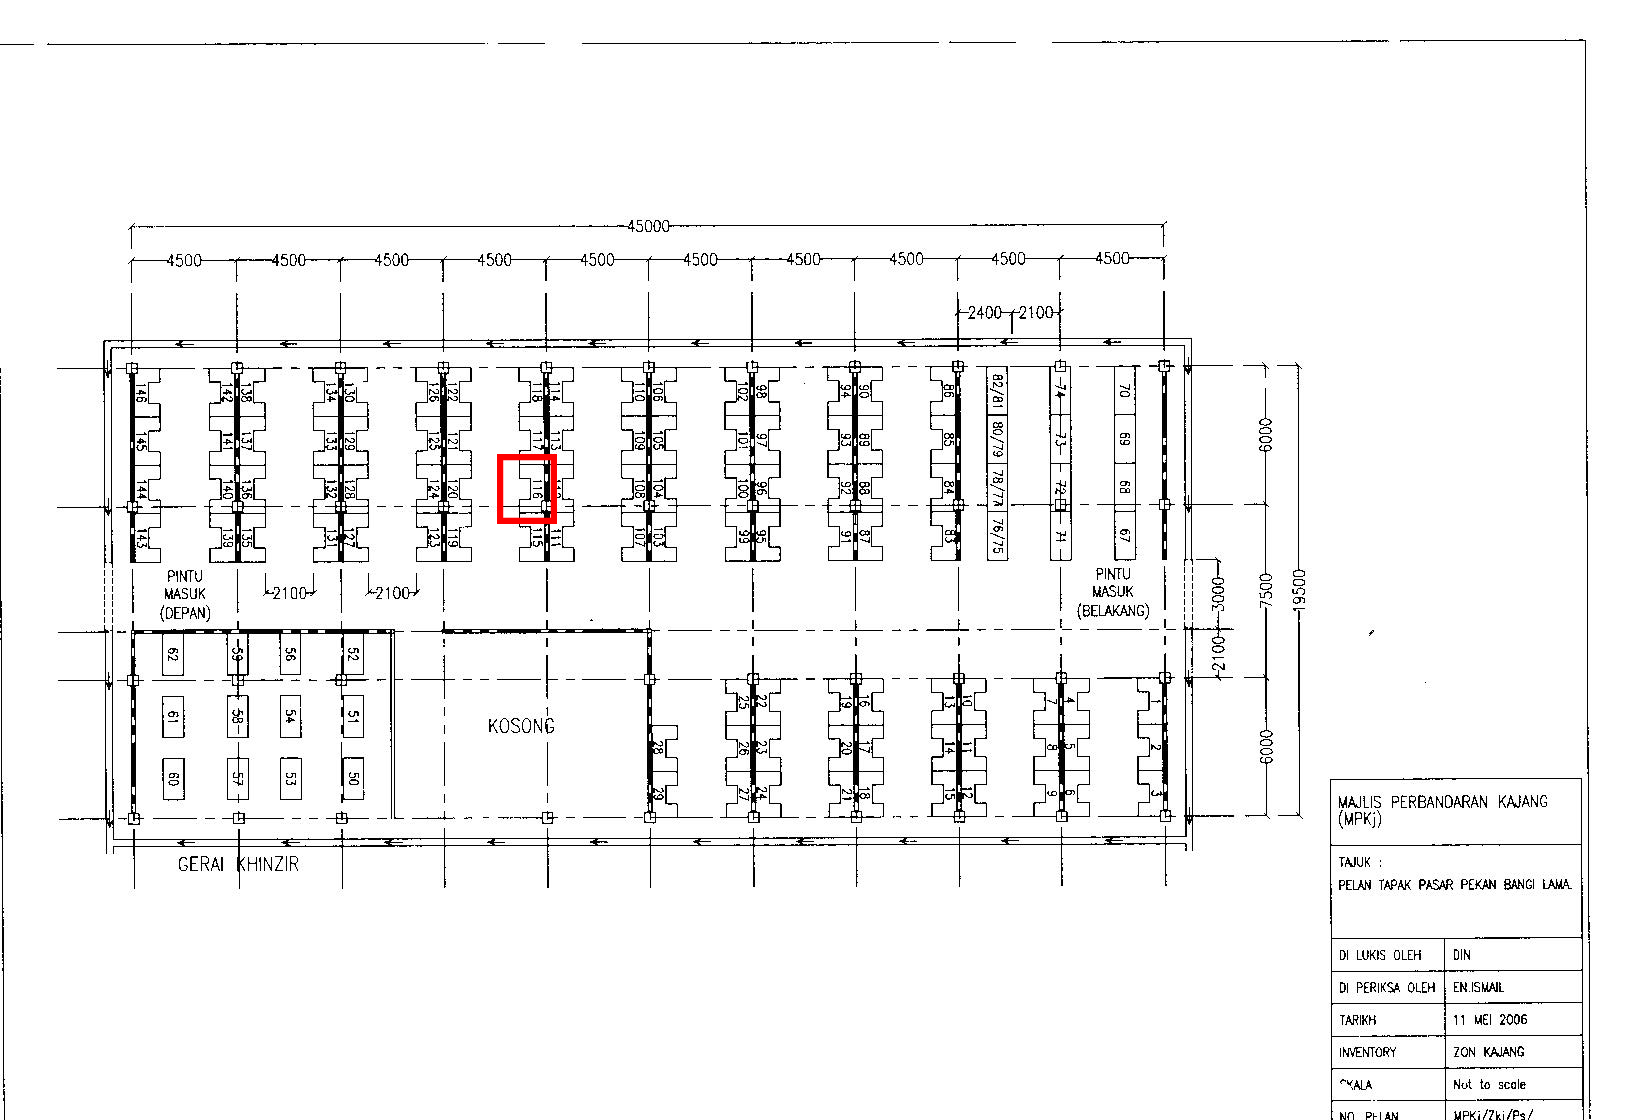 45000
4500 4500 4500 4500 4500 4500 4500 4500 4500 4500
2400 2100
146 142 138 134 130 126 122 118 114 110 106 102 98 94 90 86 82/81 74 70
145 141 137 133 129 125 121 117 113 109 105 101 97 93 89 85 80/79 73 69
144 140 136 132 128 124 120 116 108 104 100 96 92 88 84 78/77 72 68
143 139 135 131 127 123 119 115 111 107 103 99 95 91 87 83 76/75 71 67
6000
7500
19500
3000
2100
6000
PINTU
MASUK
(DEPAN)
2100 2100
PINTU
MASUK
(BELAKANG)
62 59 56 52
61 58 54 51
60 57 53 50
KOSONG
25 22 19 16 13 10 7 4 1
28 26 23 20 17 14 11 8 5 2
29 27 24 21 18 15 12 9 6 3
GERAI KHINZIR
MAJLIS PERBANDARAN KAJANG
(MPKj)
TAJUK :
PELAN TAPAK PASAR PEKAN BANGI LAMA.
DI LUKIS OLEH DIN
DI PERIKSA OLEH EN.ISMAIL
TARIKH 11 MEI 2006
INVENTORY ZON KAJANG
SKALA Not to scale
NO. PELAN MPKj/Zkj/Ps/